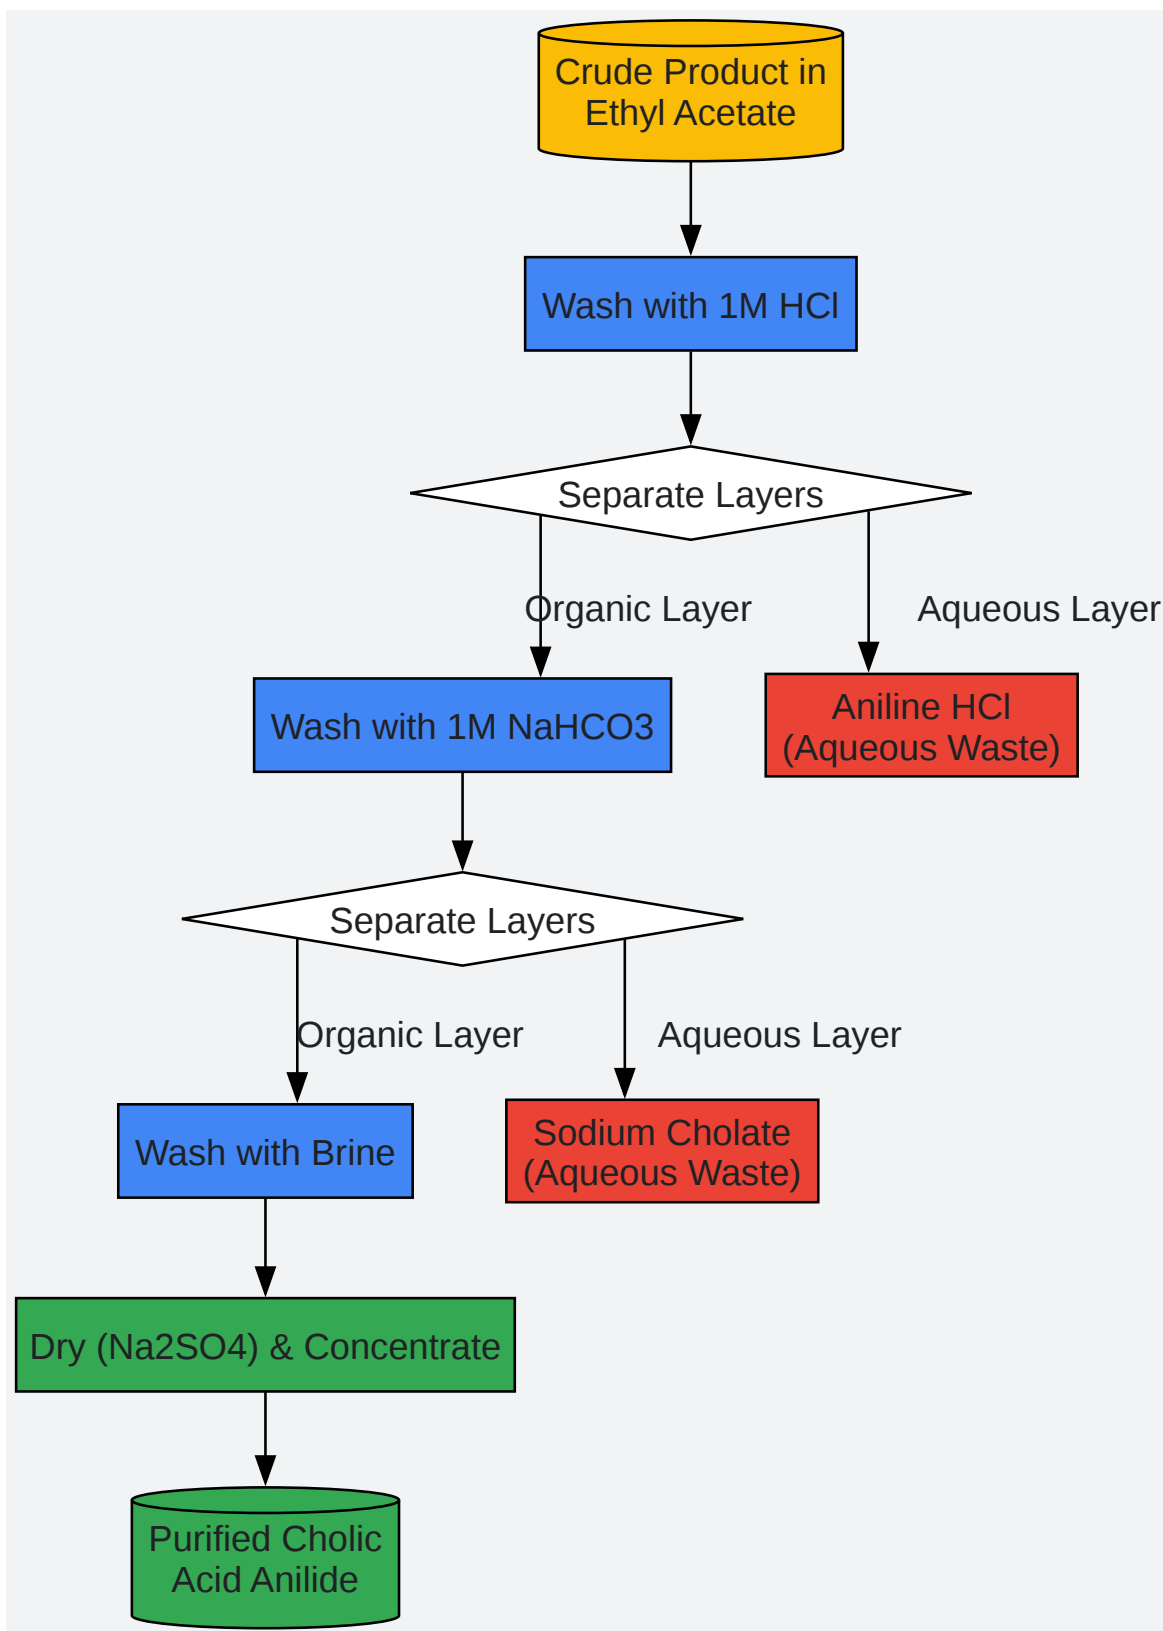 Crude Product in
Ethyl Acetate
Wash with 1M HCl
Separate Layers
Organic Layer
Aqueous Layer
Wash with 1M NaHCO3
Aniline HCl
(Aqueous Waste)
Separate Layers
Organic Layer
Aqueous Layer
Wash with Brine
Sodium Cholate
(Aqueous Waste)
Dry (Na2SO4) & Concentrate
Purified Cholic
Acid Anilide